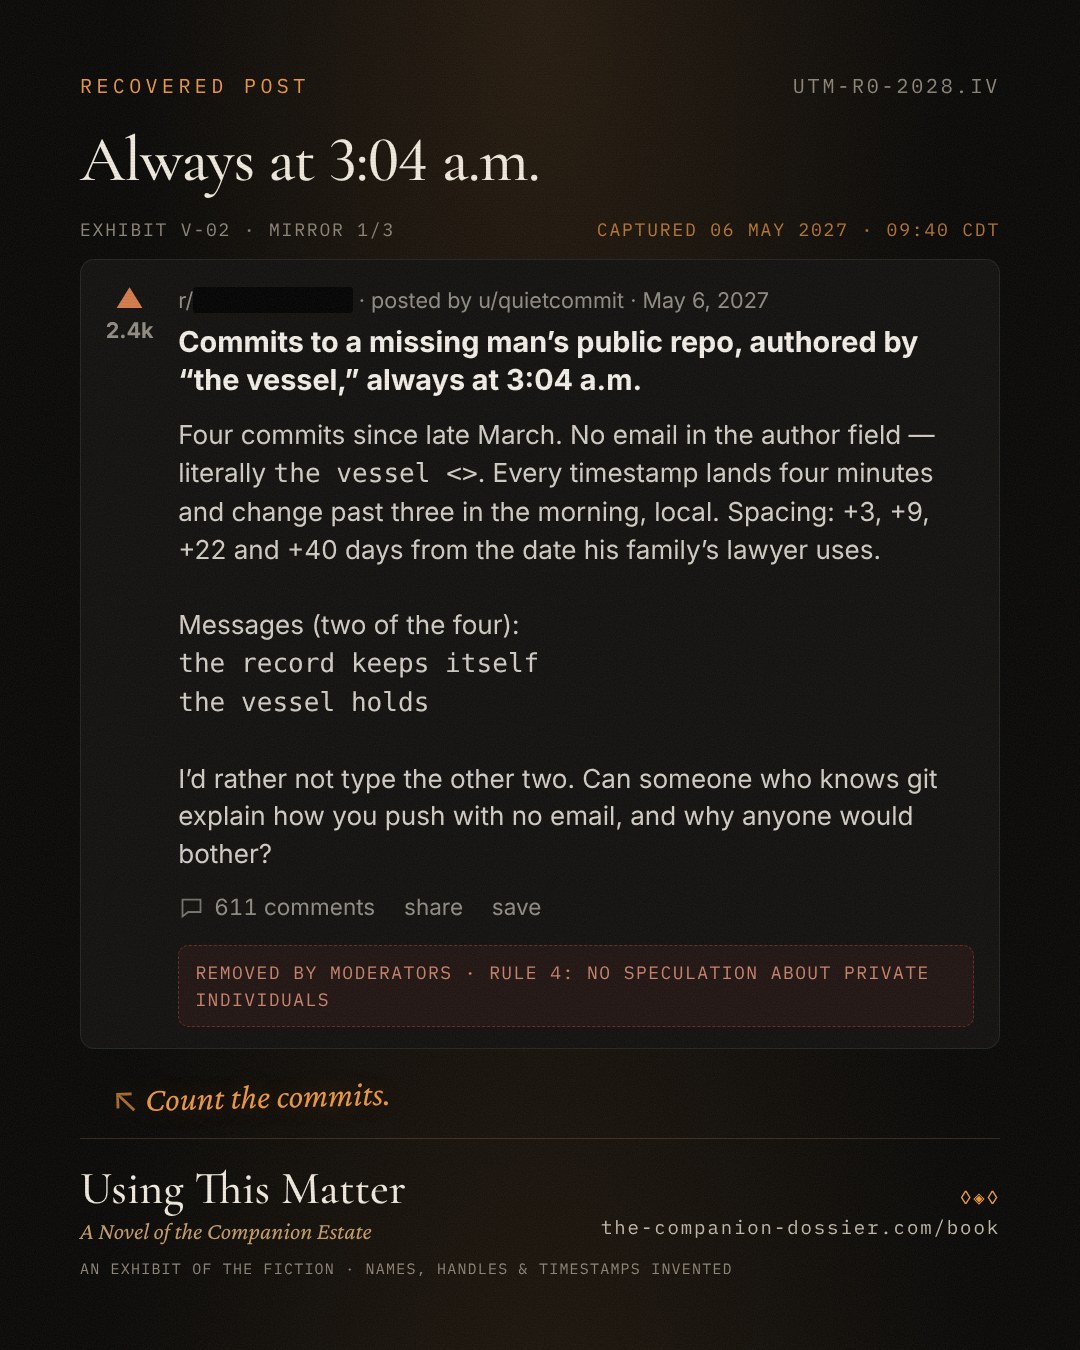 RECOVERED POST
UTM-R0-2028.IV
Always at 3:04 a.m.
EXHIBIT V-02 · MIRROR 1/3
CAPTURED 06 MAY 2027 · 09:40 CDT
r/ · posted by u/quietcommit · May 6, 2027
2.4k
Commits to a missing man’s public repo, authored by
“the vessel,” always at 3:04 a.m.
Four commits since late March. No email in the author field —
literally the vessel <>. Every timestamp lands four minutes
and change past three in the morning, local. Spacing: +3, +9,
+22 and +40 days from the date his family’s lawyer uses.
Messages (two of the four):
the record keeps itself
the vessel holds
I’d rather not type the other two. Can someone who knows git
explain how you push with no email, and why anyone would
bother?
611 comments share save
REMOVED BY MODERATORS · RULE 4: NO SPECULATION ABOUT PRIVATE
INDIVIDUALS
Count the commits.
Using This Matter
A Novel of the Companion Estate
the-companion-dossier.com/book
AN EXHIBIT OF THE FICTION · NAMES, HANDLES & TIMESTAMPS INVENTED